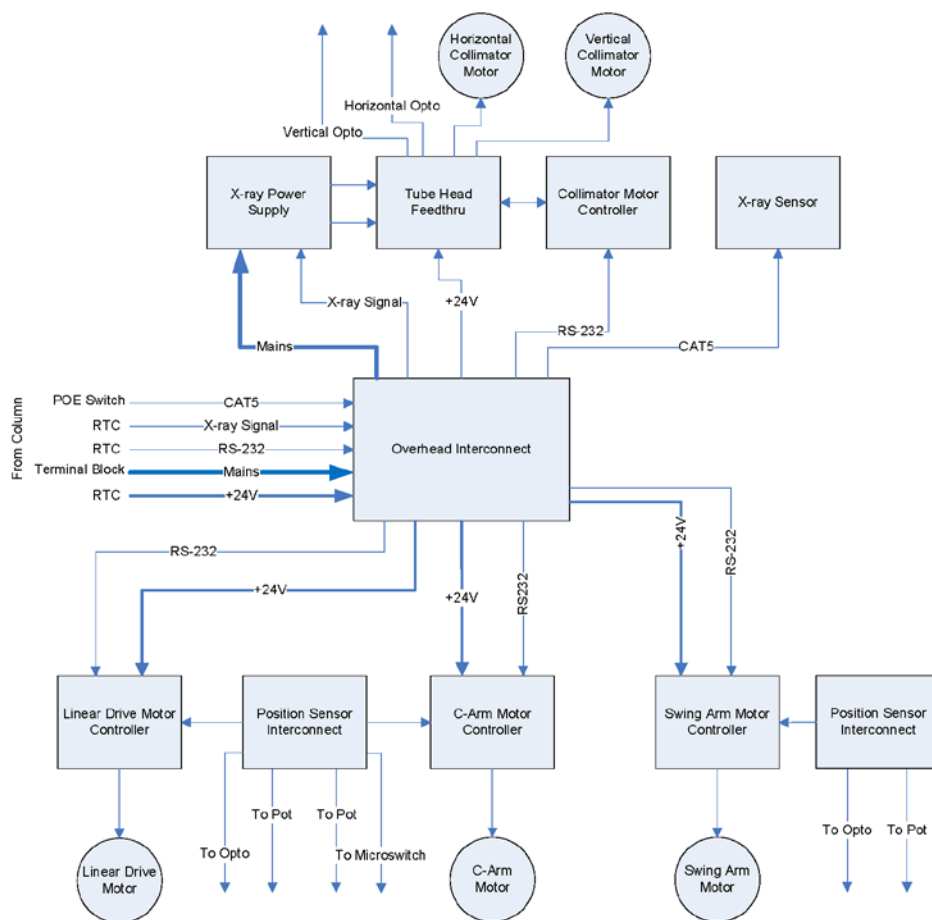 Horizontal
Collimator
Motor
Vertical
Collimator
Motor
Horizontal Opto
Vertical Opto
X-ray Power
Supply
Tube Head
Feedthru
Collimator Motor
Controller
X-ray Sensor
X-ray Signal
+24V
RS-232
CAT5
Mains
From Column
POE Switch
CAT5
RTC
X-ray Signal
RTC
RS-232
Terminal Block
Mains
RTC
+24V
Overhead Interconnect
RS-232
+24V
+24V
RS232
+24V
RS-232
Linear Drive Motor
Controller
Position Sensor
Interconnect
C-Arm Motor
Controller
Swing Arm Motor
Controller
Position Sensor
Interconnect
To Opto
To Pot
To Pot
To Microswitch
To Opto
To Pot
Linear Drive
Motor
C-Arm
Motor
Swing Arm
Motor